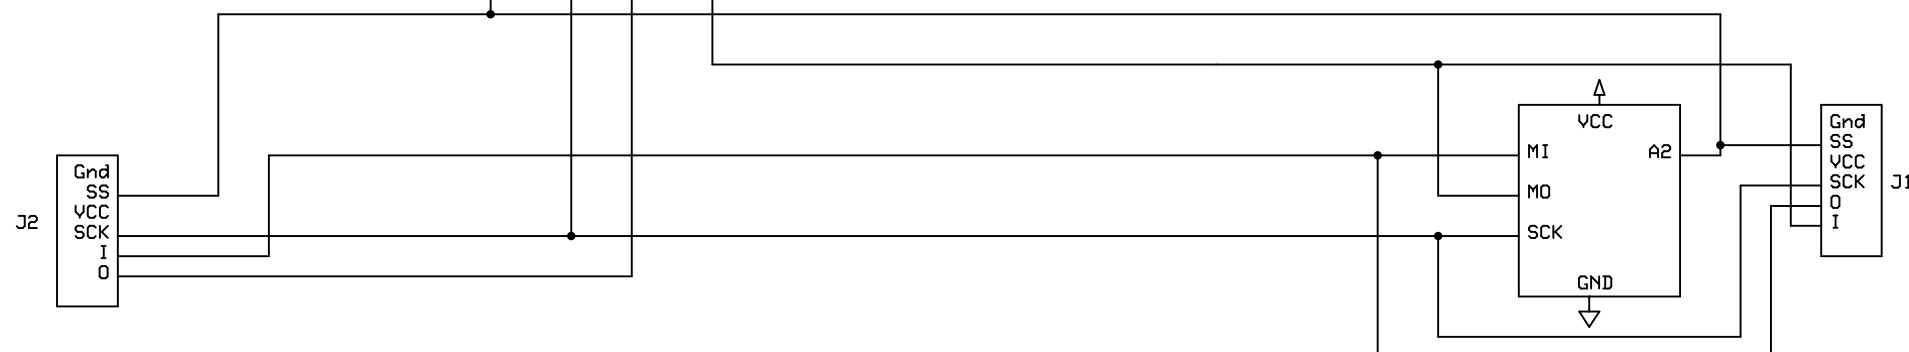 J2
Gnd
SS
VCC
SCK
I
O
VCC
MI
MO
SCK
A2
GND
Gnd
SS
VCC
SCK
O
I
J1